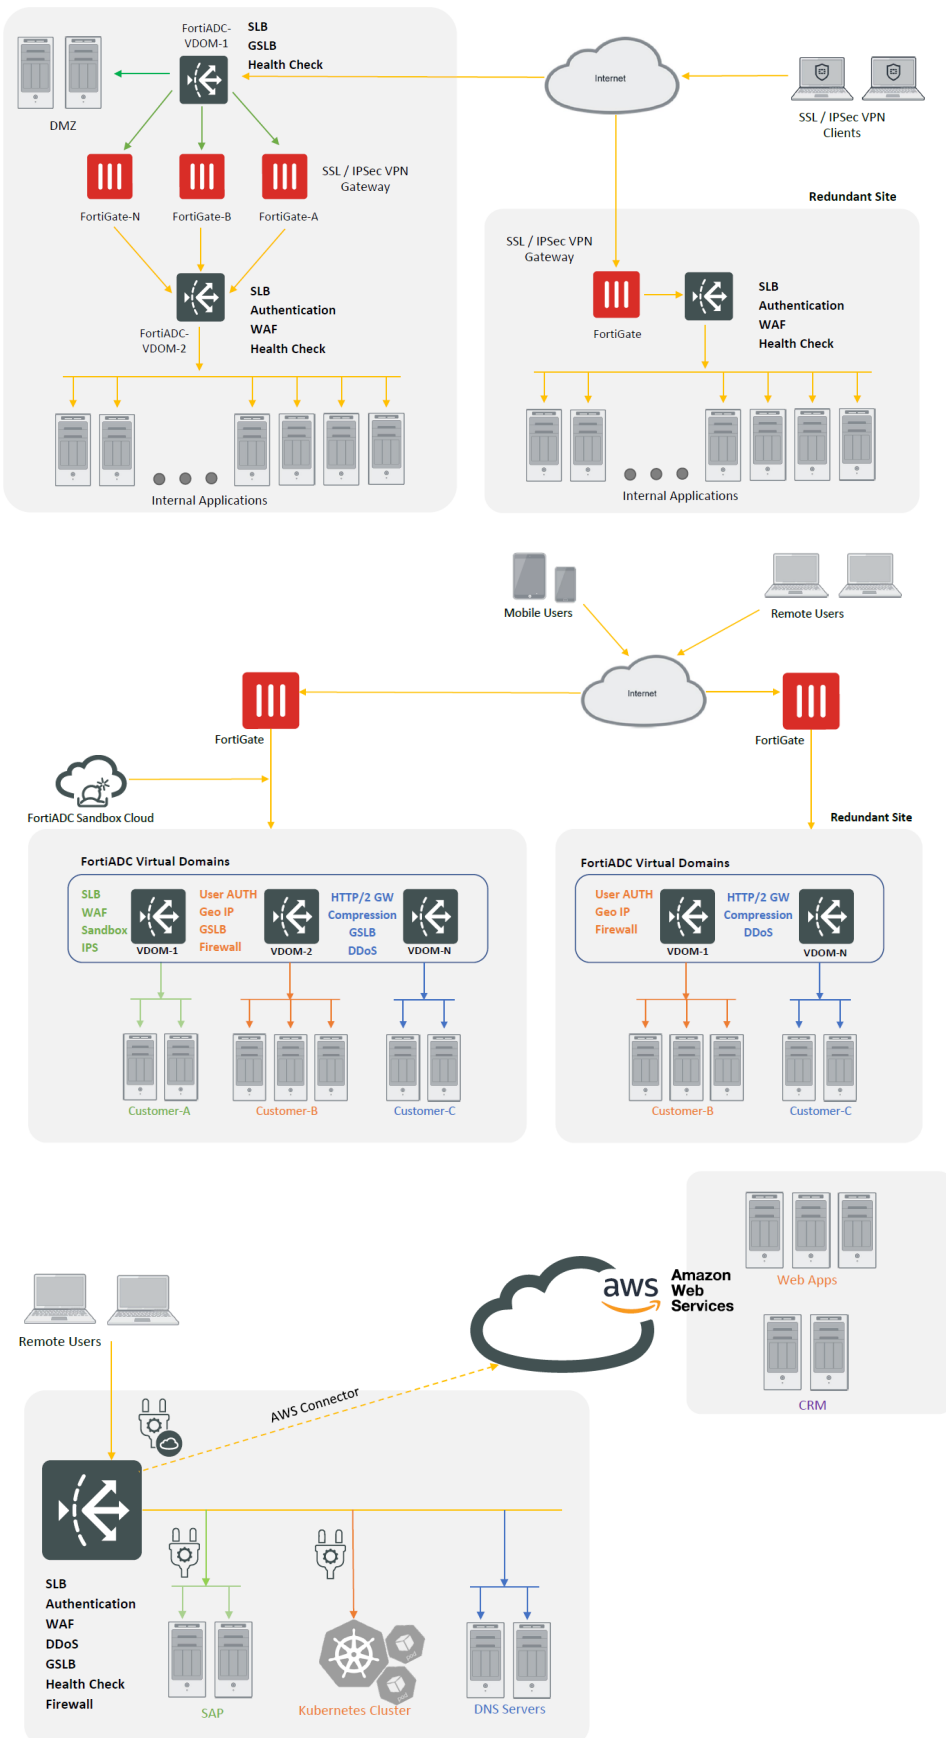 FortiADC-
VDOM-1
SLB
GSLB
Health Check
DMZ
Internet
SSL / IPSec VPN
Clients
SSL / IPSec VPN
Gateway
FortiGate-N
FortiGate-B
FortiGate-A
Redundant Site
SSL / IPSec VPN
Gateway
FortiGate
SLB
Authentication
WAF
Health Check
FortiADC-
VDOM-2
SLB
Authentication
WAF
Health Check
Internal Applications
Internal Applications
Mobile Users
Remote Users
Internet
FortiGate
FortiGate
FortiADC Sandbox Cloud
Redundant Site
FortiADC Virtual Domains
SLB
WAF
Sandbox
IPS
VDOM-1
User AUTH
Geo IP
GSLB
Firewall
VDOM-2
HTTP/2 GW
Compression
GSLB
DDoS
VDOM-N
Customer-A
Customer-B
Customer-C
FortiADC Virtual Domains
User AUTH
Geo IP
Firewall
VDOM-1
HTTP/2 GW
Compression
DDoS
VDOM-N
Customer-B
Customer-C
Web Apps
CRM
aws
Amazon
Web
Services
Remote Users
AWS Connector
SLB
Authentication
WAF
DDoS
GSLB
Health Check
Firewall
SAP
pod
pod
Kubernetes Cluster
DNS Servers